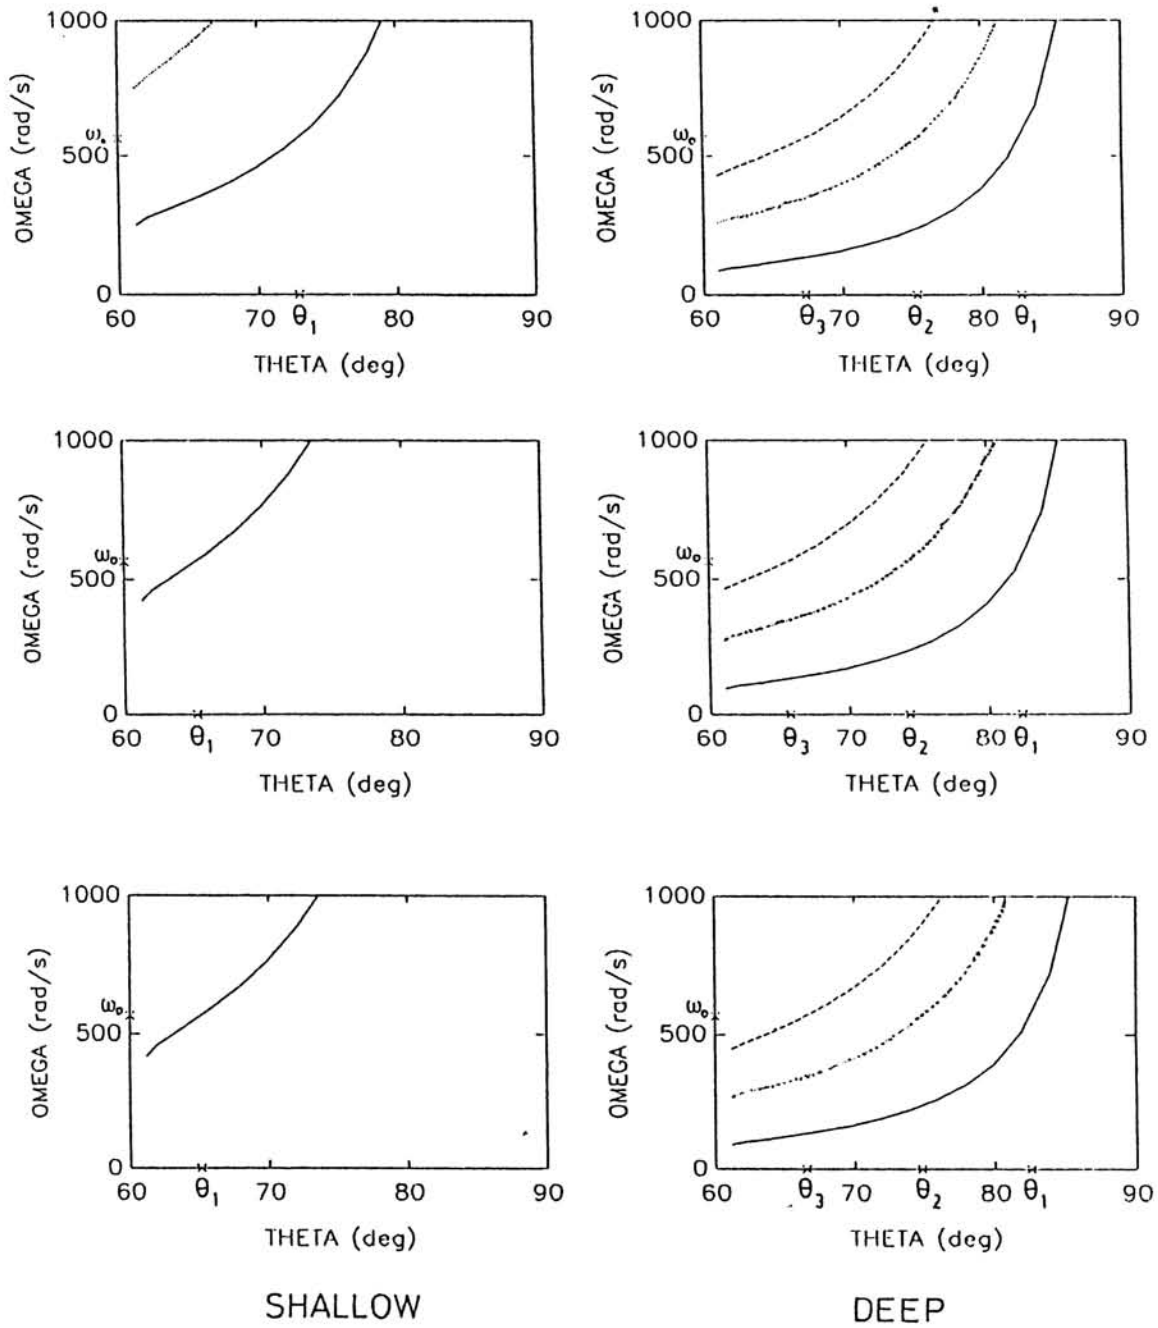 1000
OMEGA (rad/s)
ω₀
500
0
60
70
θ₁
80
90
THETA (deg)
1000
OMEGA (rad/s)
ω₀
500
0
60
θ₃
70
θ₂
80
θ₁
90
THETA (deg)
1000
OMEGA (rad/s)
ω₀
500
0
60
θ₁
70
80
90
THETA (deg)
1000
OMEGA (rad/s)
ω₀
500
0
60
θ₃
70
θ₂
80
θ₁
90
THETA (deg)
1000
OMEGA (rad/s)
ω₀
500
0
60
θ₁
70
80
90
THETA (deg)
1000
OMEGA (rad/s)
ω₀
500
0
60
θ₃
70
θ₂
80
θ₁
90
THETA (deg)
SHALLOW
DEEP